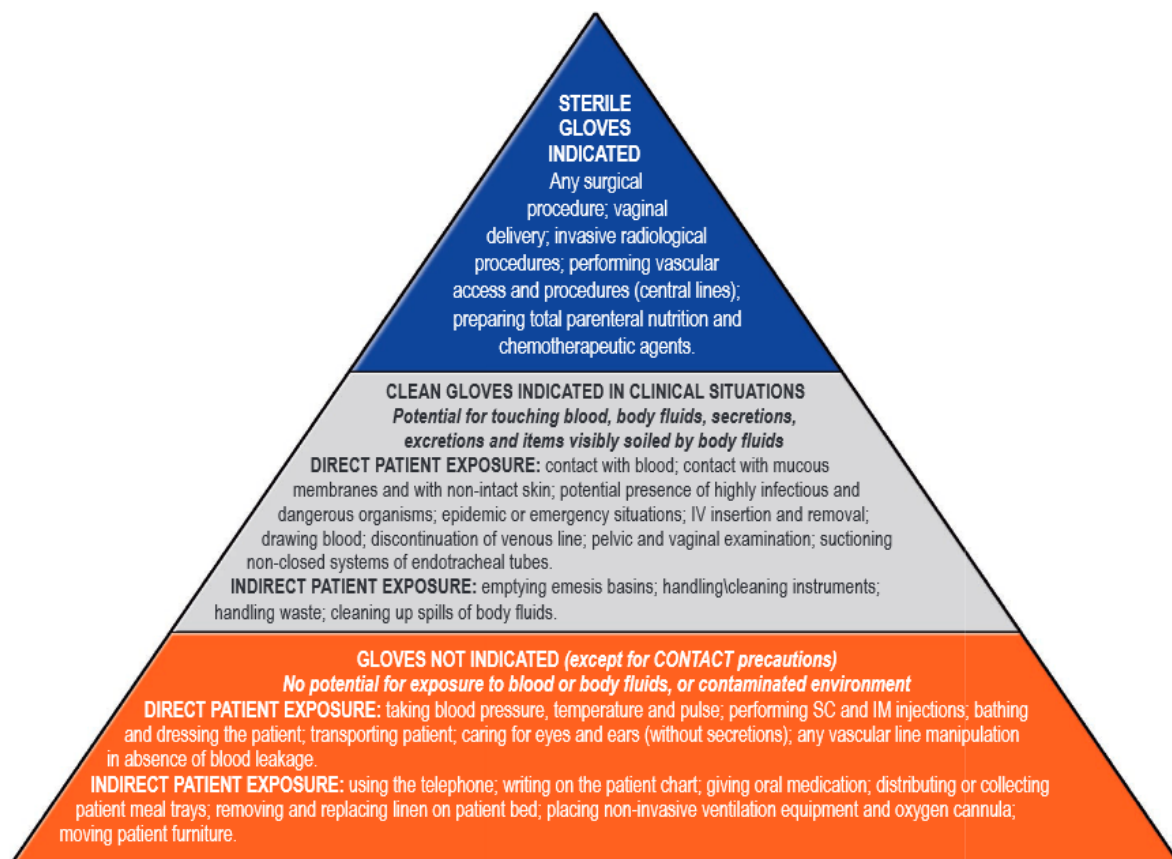 STERILE
GLOVES
INDICATED
Any surgical
procedure; vaginal
delivery; invasive radiological
procedures; performing vascular
access and procedures (central lines);
preparing total parenteral nutrition and
chemotherapeutic agents.
CLEAN GLOVES INDICATED IN CLINICAL SITUATIONS
Potential for touching blood, body fluids, secretions,
excretions and items visibly soiled by body fluids
DIRECT PATIENT EXPOSURE: contact with blood; contact with mucous
membranes and with non-intact skin; potential presence of highly infectious and
dangerous organisms; epidemic or emergency situations; IV insertion and removal;
drawing blood; discontinuation of venous line; pelvic and vaginal examination; suctioning
non-closed systems of endotracheal tubes.
INDIRECT PATIENT EXPOSURE: emptying emesis basins; handling\cleaning instruments;
handling waste; cleaning up spills of body fluids.
GLOVES NOT INDICATED (except for CONTACT precautions)
No potential for exposure to blood or body fluids, or contaminated environment
DIRECT PATIENT EXPOSURE: taking blood pressure, temperature and pulse; performing SC and IM injections; bathing
and dressing the patient; transporting patient; caring for eyes and ears (without secretions); any vascular line manipulation
in absence of blood leakage.
INDIRECT PATIENT EXPOSURE: using the telephone; writing on the patient chart; giving oral medication; distributing or collecting
patient meal trays; removing and replacing linen on patient bed; placing non-invasive ventilation equipment and oxygen cannula;
moving patient furniture.